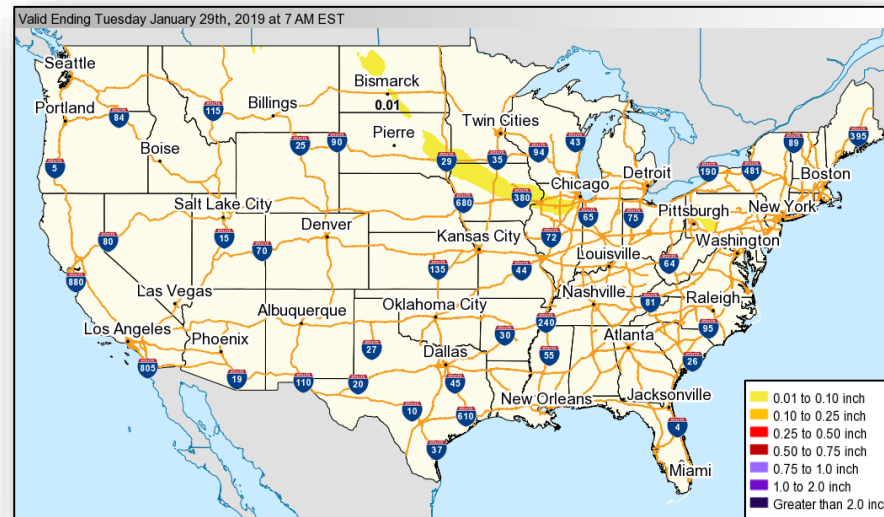 Valid Ending Tuesday January 29th, 2019 at 7 AM EST
Seattle
Bismarck
0.01
Portland
84
115
Billings
Twin Cities
43
395
89
Pierre
25
90
29
35
94
190
481
Boston
5
Boise
Detroit
Chicago
380
680
65
75
Pittsburgh
New York
Salt Lake City
80
15
Denver
70
Kansas City
72
Washington
880
135
44
Louisville
64
Las Vegas
Albuquerque
Oklahoma City
Nashville
81
Raleigh
Los Angeles
Phoenix
27
30
240
55
Atlanta
95
26
805
19
110
20
Dallas
45
10
610
New Orleans
Jacksonville
37
4
Miami
0.01 to 0.10 inch
0.10 to 0.25 inch
0.25 to 0.50 inch
0.50 to 0.75 inch
0.75 to 1.0 inch
1.0 to 2.0 inch
Greater than 2.0 inc